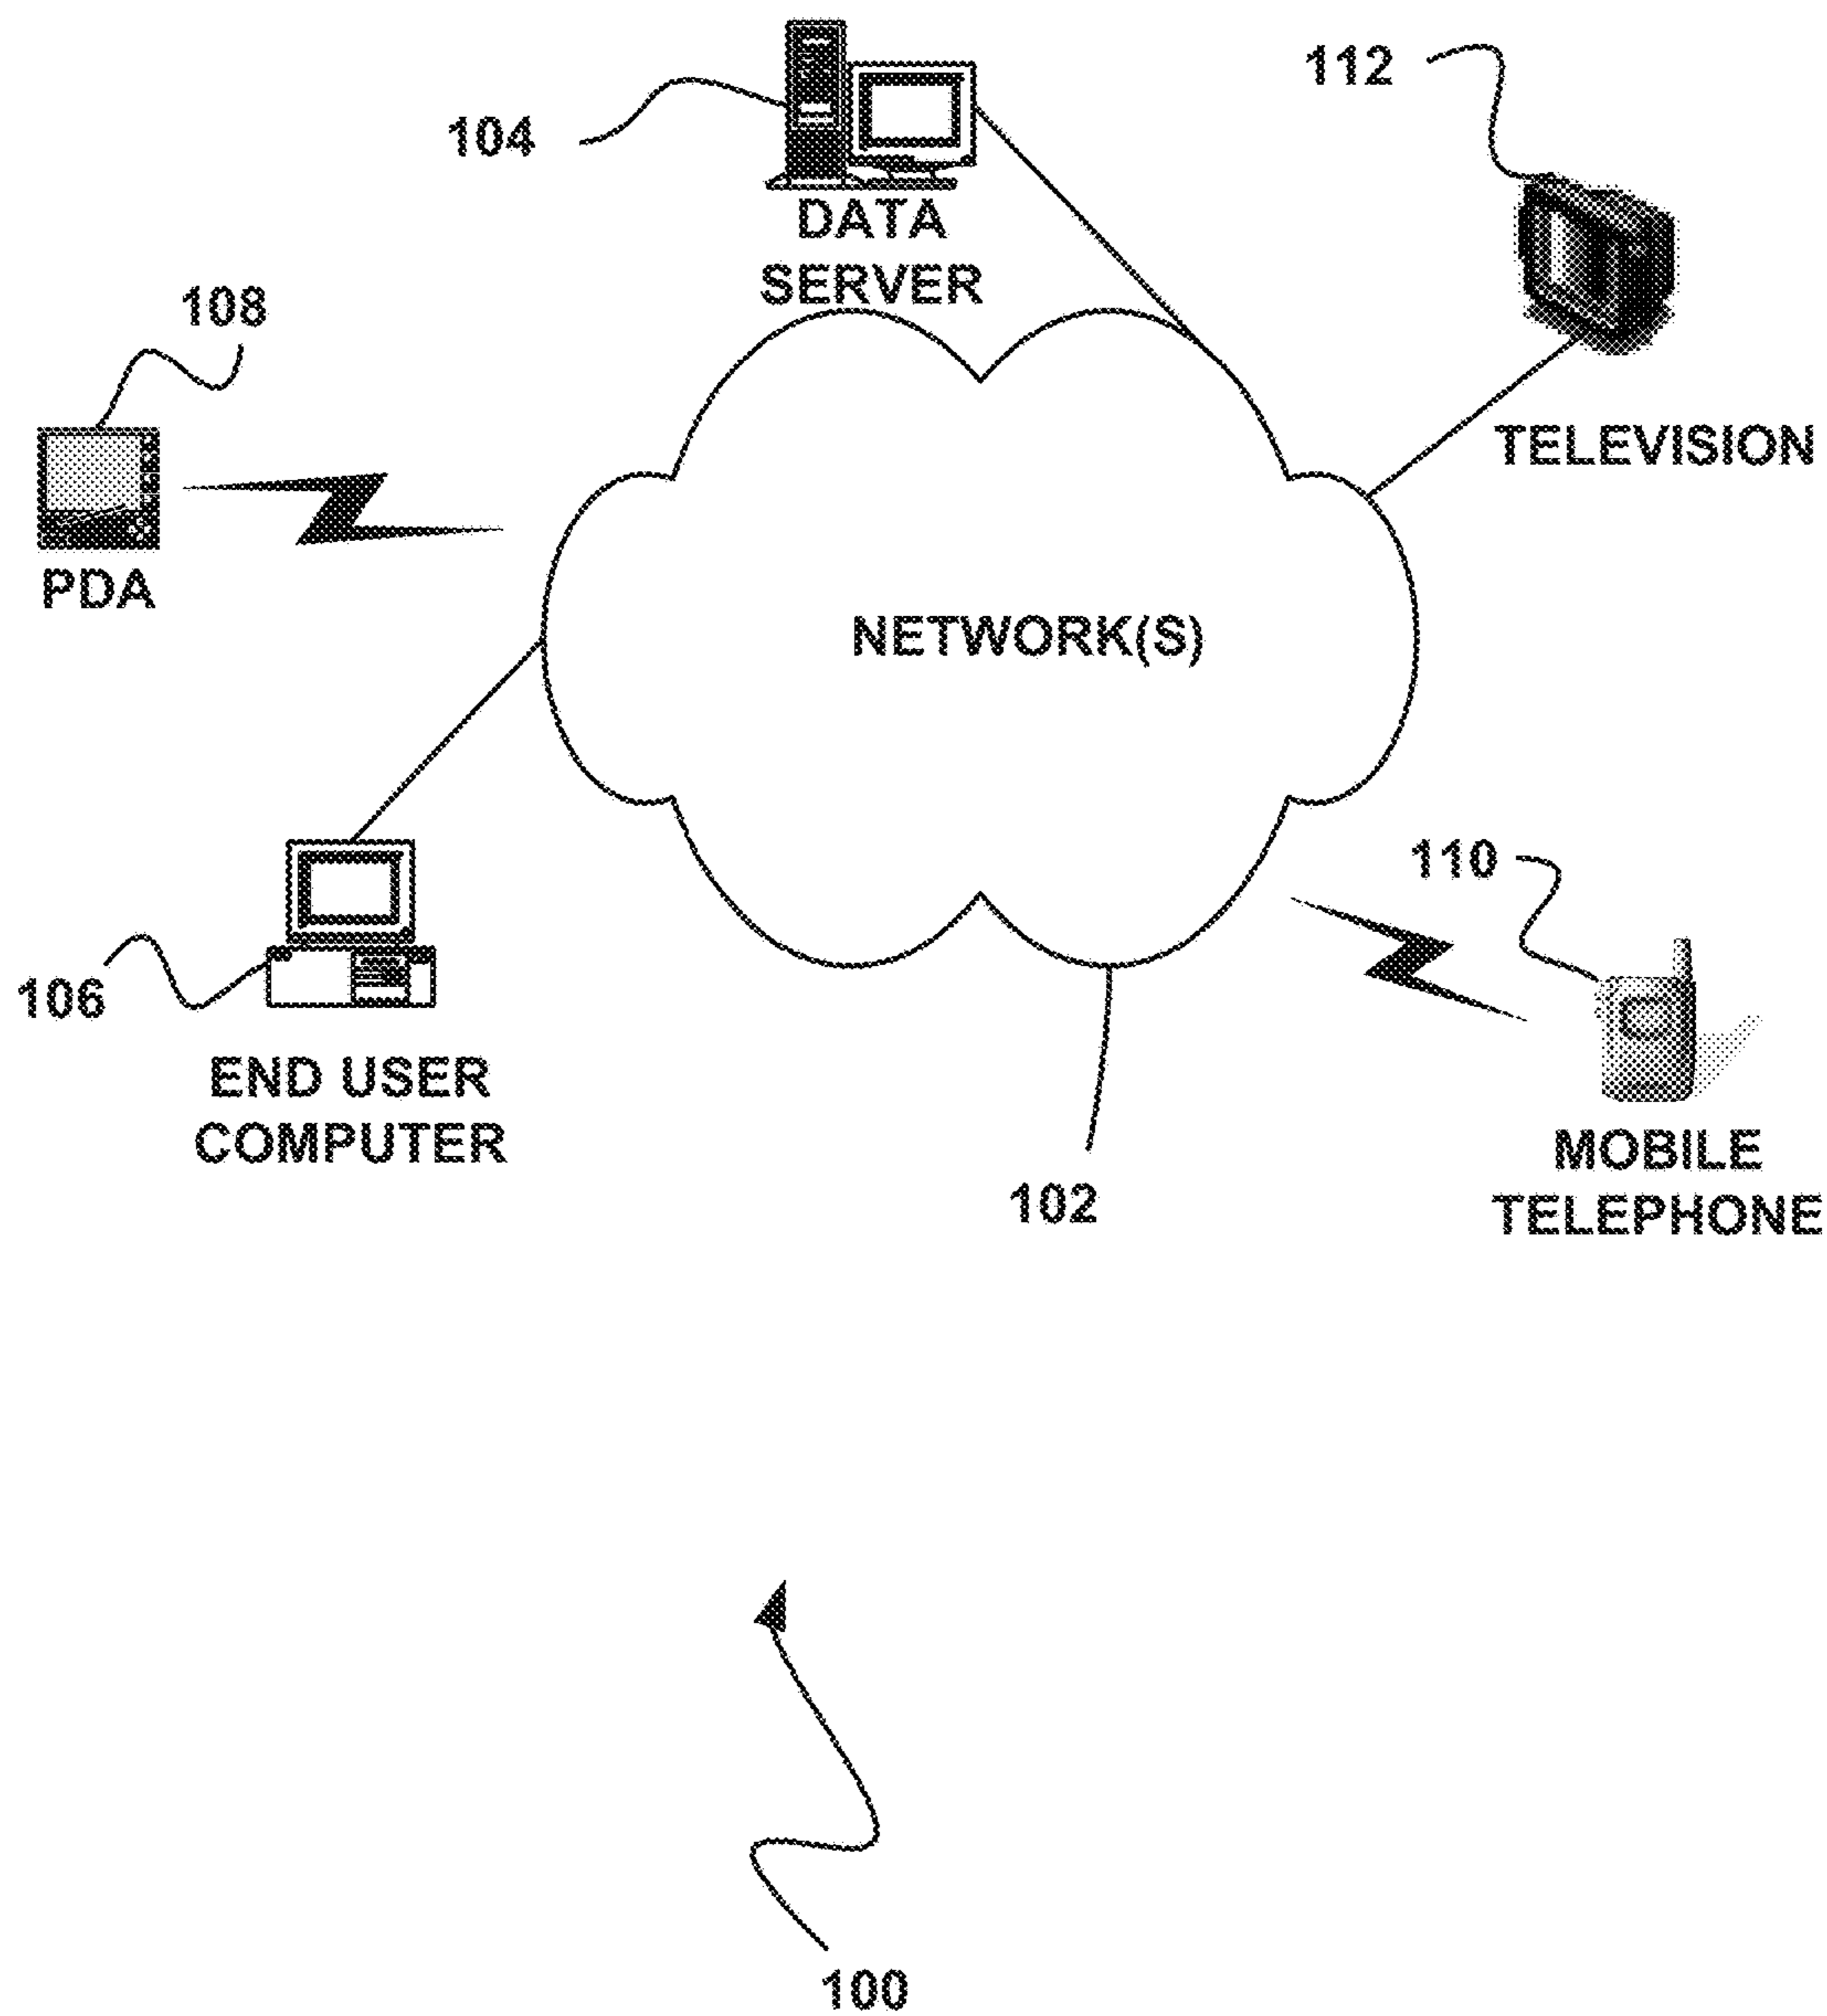 112
104
DATA
SERVER
108
TELEVISION
PDA
NETWORK(S)
110
106
END USER
COMPUTER
MOBILE
TELEPHONE
102
100